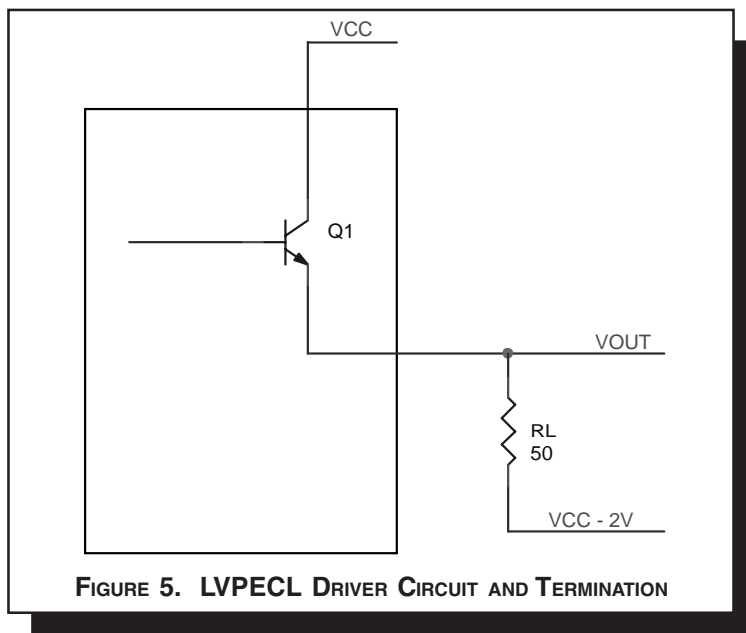 VCC
Q1
VOUT
RL
50
VCC - 2V
FIGURE 5. LVPECL DRIVER CIRCUIT AND TERMINATION